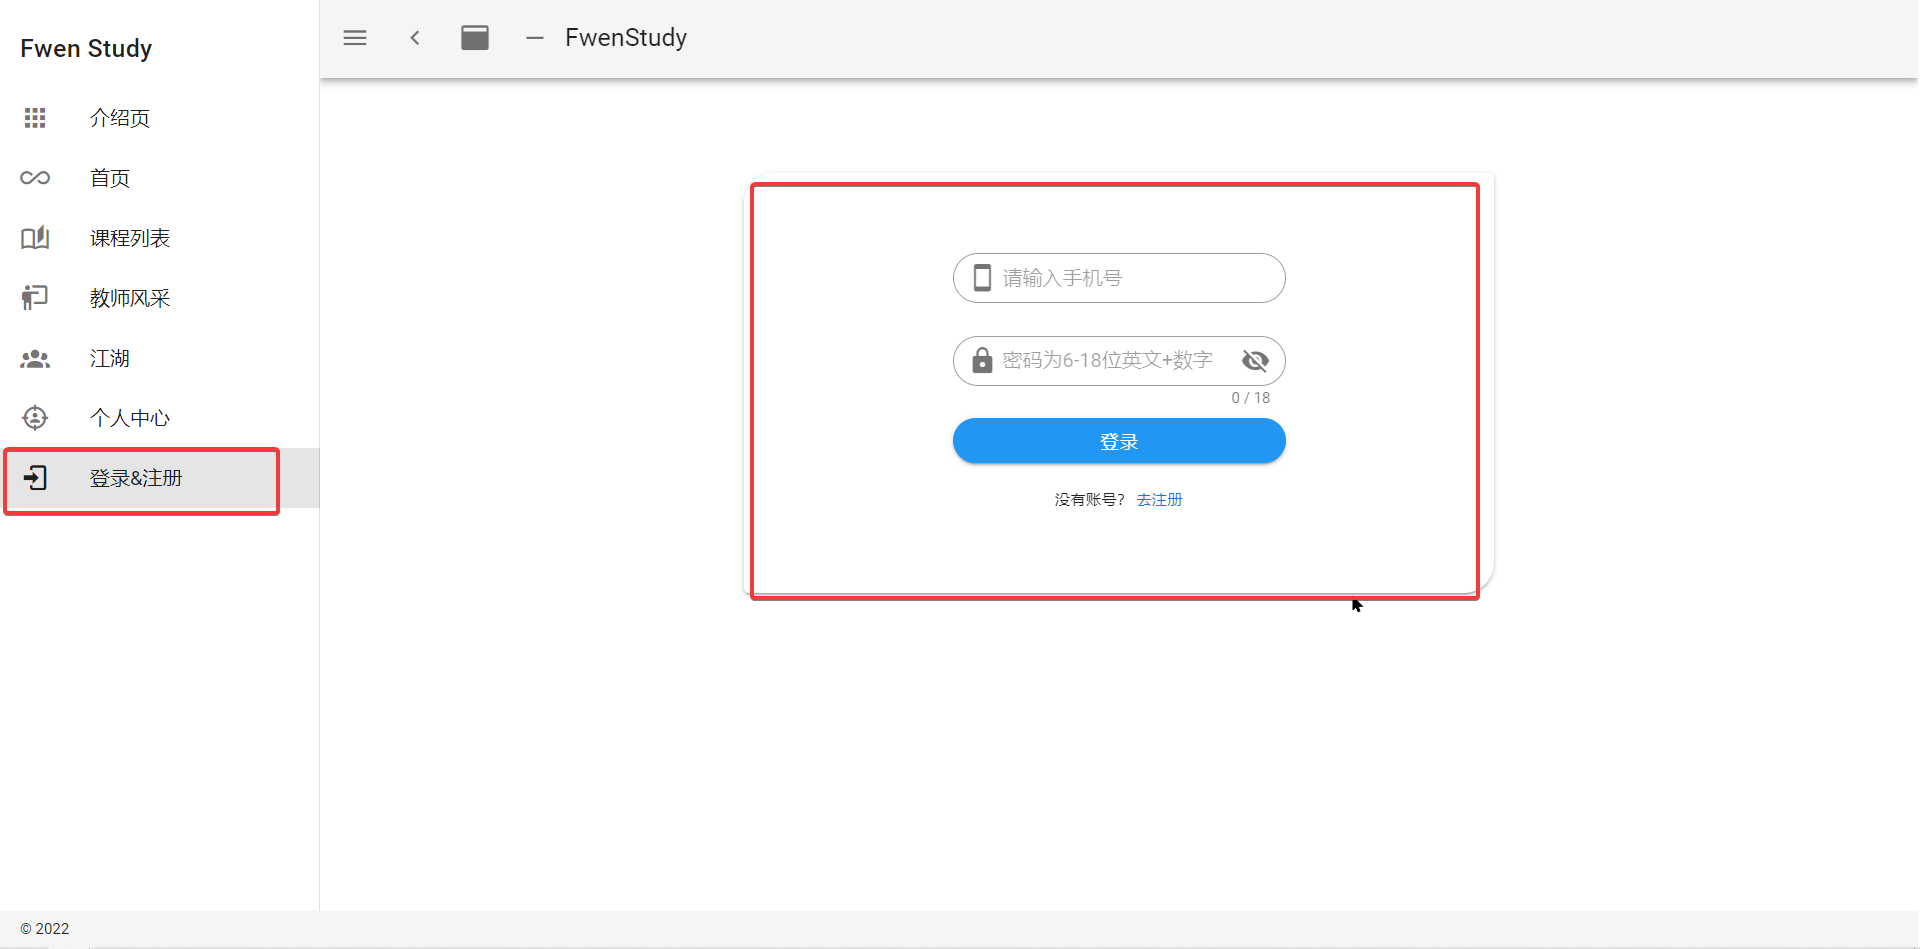 Fwen Study
介绍页
首页
课程列表
教师风采
江湖
个人中心
登录&注册
FwenStudy
请输入手机号
密码为6-18位英文+数字
0 / 18
登录
没有账号? 去注册
© 2022